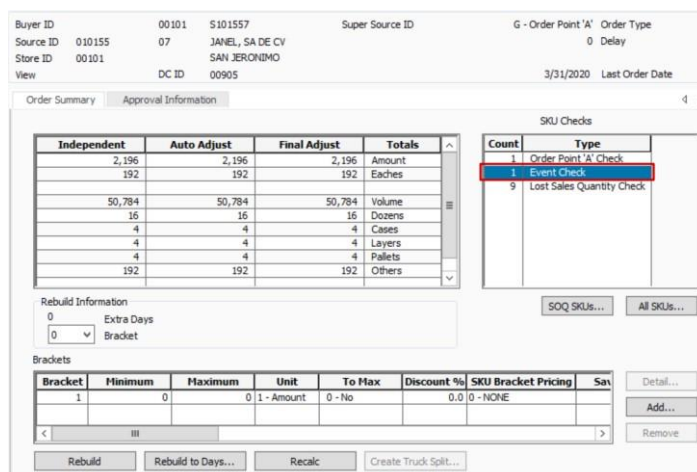 Buyer ID 00101 S101557 Super Source ID G - Order Point 'A' Order Type
Source ID 010155 07 JANEL, SA DE CV 0 Delay
Store ID 00101 SAN JERONIMO
View DC ID 00905 3/31/2020 Last Order Date
Order Summary Approval Information
SKU Checks
Independent Auto Adjust Final Adjust Totals
2,196 2,196 2,196 Amount
192 192 192 Eaches
50,784 50,784 50,784 Volume
16 16 16 Dozens
4 4 4 Cases
4 4 4 Layers
4 4 4 Pallets
192 192 192 Others
Count Type
1 Order Point 'A' Check
1 Event Check
9 Lost Sales Quantity Check
Rebuild Information
0 Extra Days
0 Bracket
SOQ SKUs... All SKUs...
Brackets
Bracket Minimum Maximum Unit To Max Discount % SKU Bracket Pricing Sav
1 0 0 1 - Amount 0 - No 0.0 0 - NONE
Detail...
Add...
Remove
Rebuild Rebuild to Days... Recalc Create Truck Split...